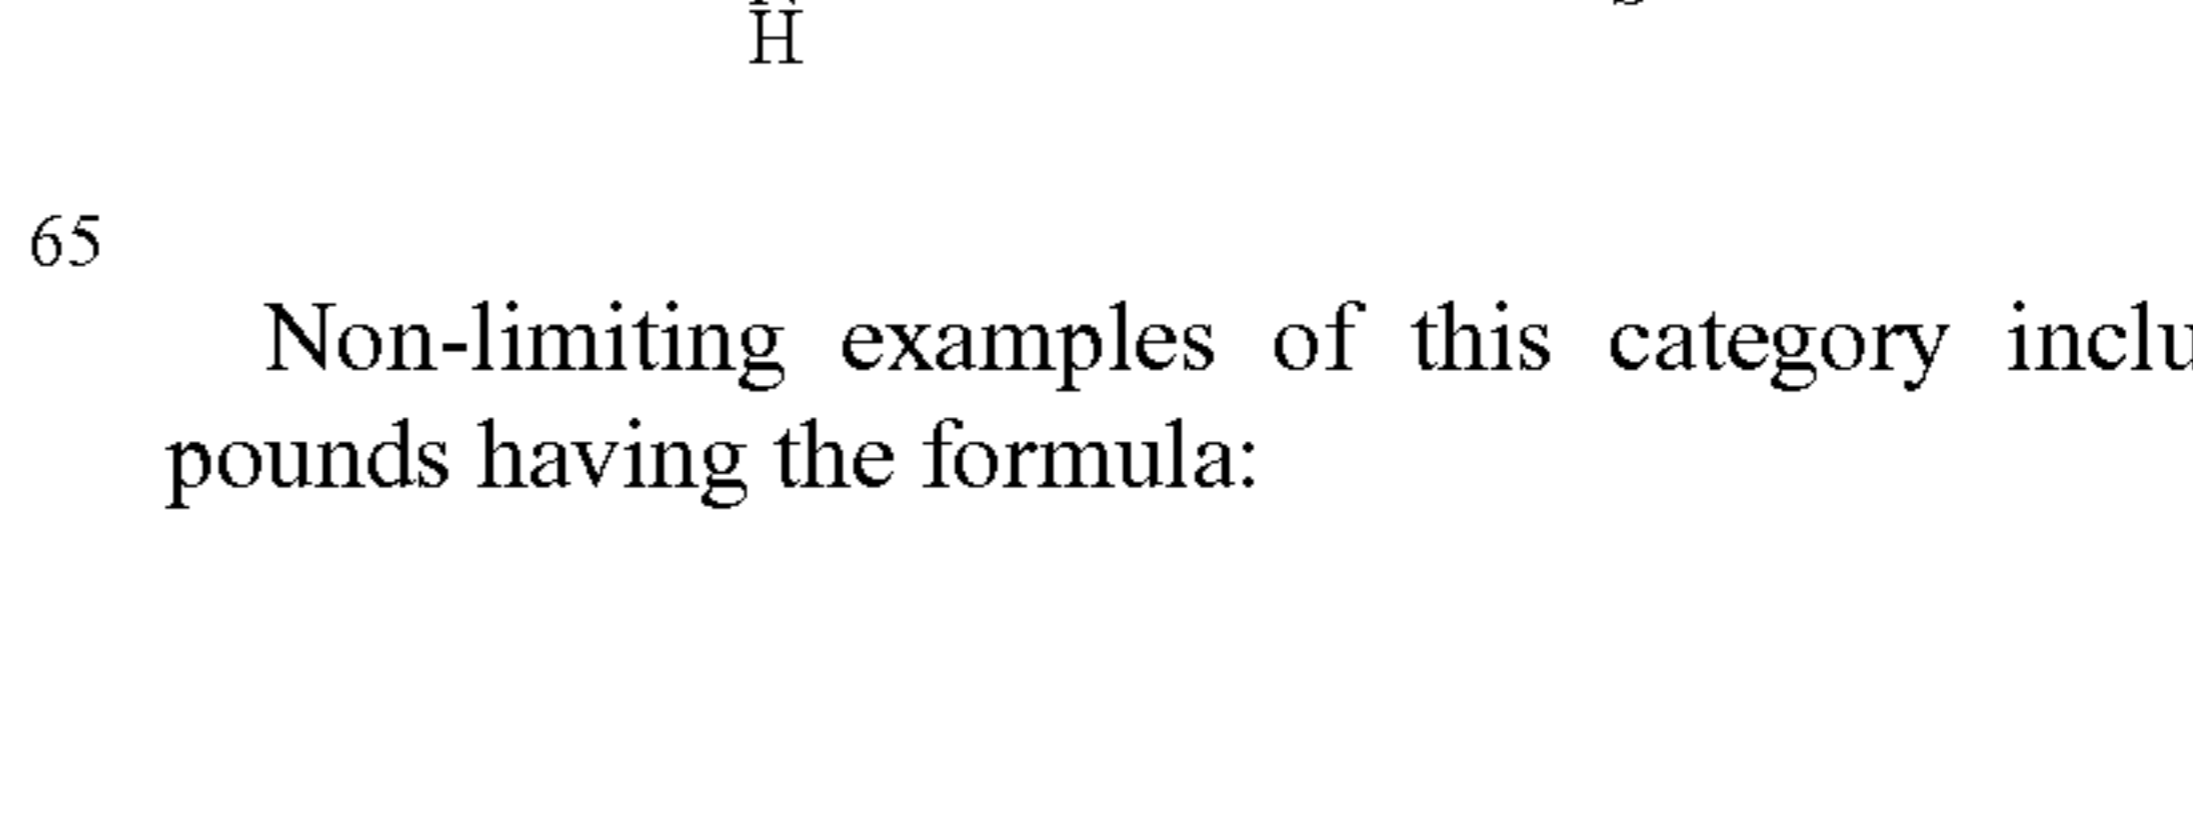 H
65
Non-limiting examples of this category inclu
pounds having the formula: